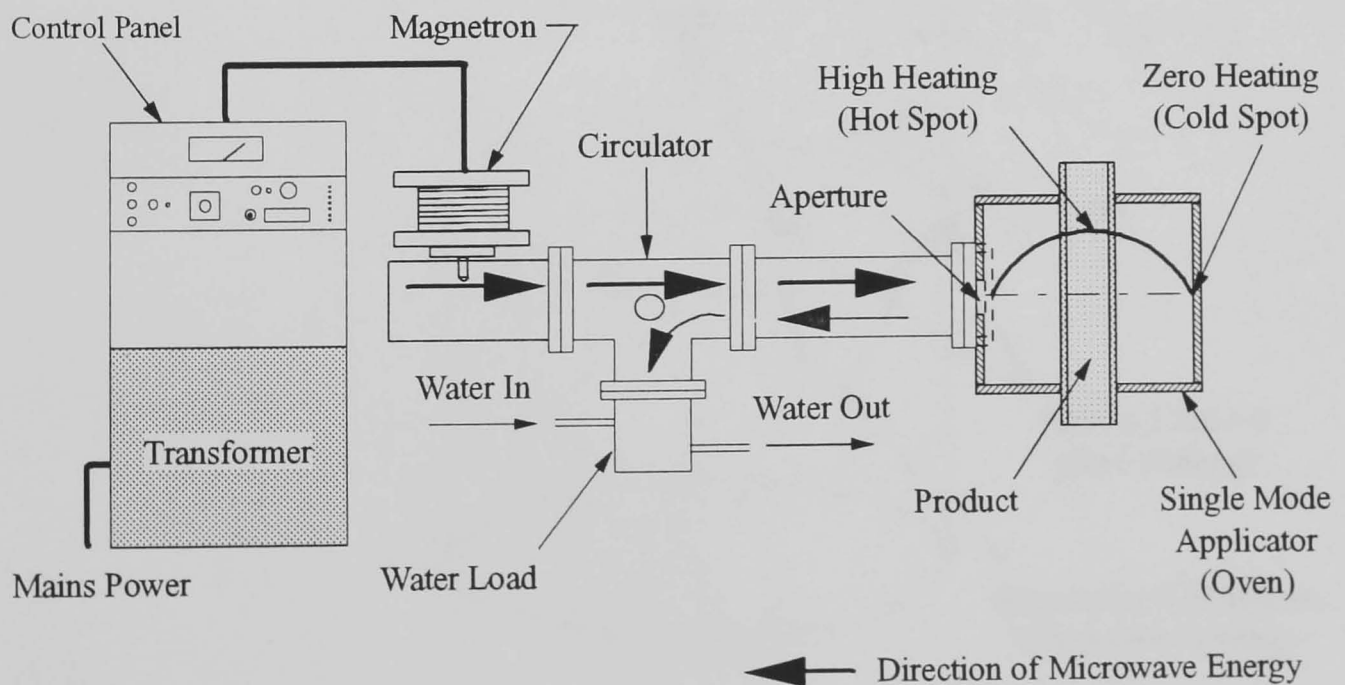 Control Panel
Magnetron
High Heating
(Hot Spot)
Zero Heating
(Cold Spot)
Circulator
Aperture
Water In
Water Out
Transformer
Product
Single Mode
Applicator
(Oven)
Mains Power
Water Load
Direction of Microwave Energy